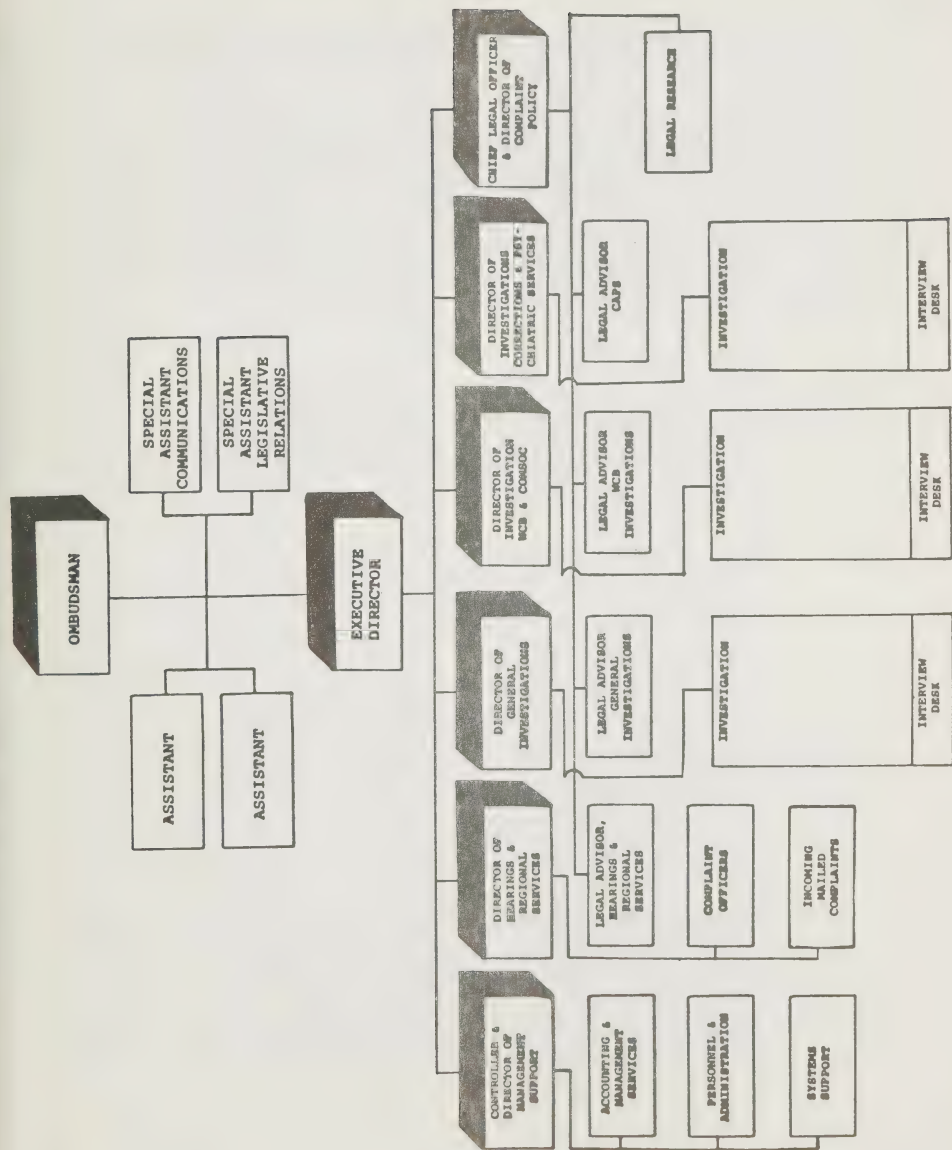 OMBUDSMAN
ASSISTANT
ASSISTANT
SPECIAL
ASSISTANT
COMMUNICATIONS
SPECIAL
ASSISTANT
LEGISLATIVE
RELATIONS
EXECUTIVE
DIRECTOR
CONTROLLER &
DIRECTOR OF
MANAGEMENT
SUPPORT
DIRECTOR OF
HEARINGS &
REGIONAL
SERVICES
DIRECTOR OF
GENERAL
INVESTIGATIONS
DIRECTOR OF
INVESTIGATION
WCB & COMSOC
DIRECTOR OF
INVESTIGATIONS
CORRECTIONS & PSY-
CHIATRIC SERVICES
CHIEF LEGAL OFFICER
& DIRECTOR OF
COMPLAINT
POLICY
ACCOUNTING &
MANAGEMENT
SERVICES
LEGAL ADVISOR,
HEARINGS &
REGIONAL
SERVICES
LEGAL ADVISOR
GENERAL
INVESTIGATIONS
LEGAL ADVISOR
WCB
INVESTIGATIONS
LEGAL ADVISOR
CAPS
LEGAL RESEARCH
PERSONNEL &
ADMINISTRATION
COMPLAINT
OFFICERS
INVESTIGATION
INVESTIGATION
INVESTIGATION
SYSTEMS
SUPPORT
INCOMING
MAILED
COMPLAINTS
INTERVIEW
DESK
INTERVIEW
DESK
INTERVIEW
DESK